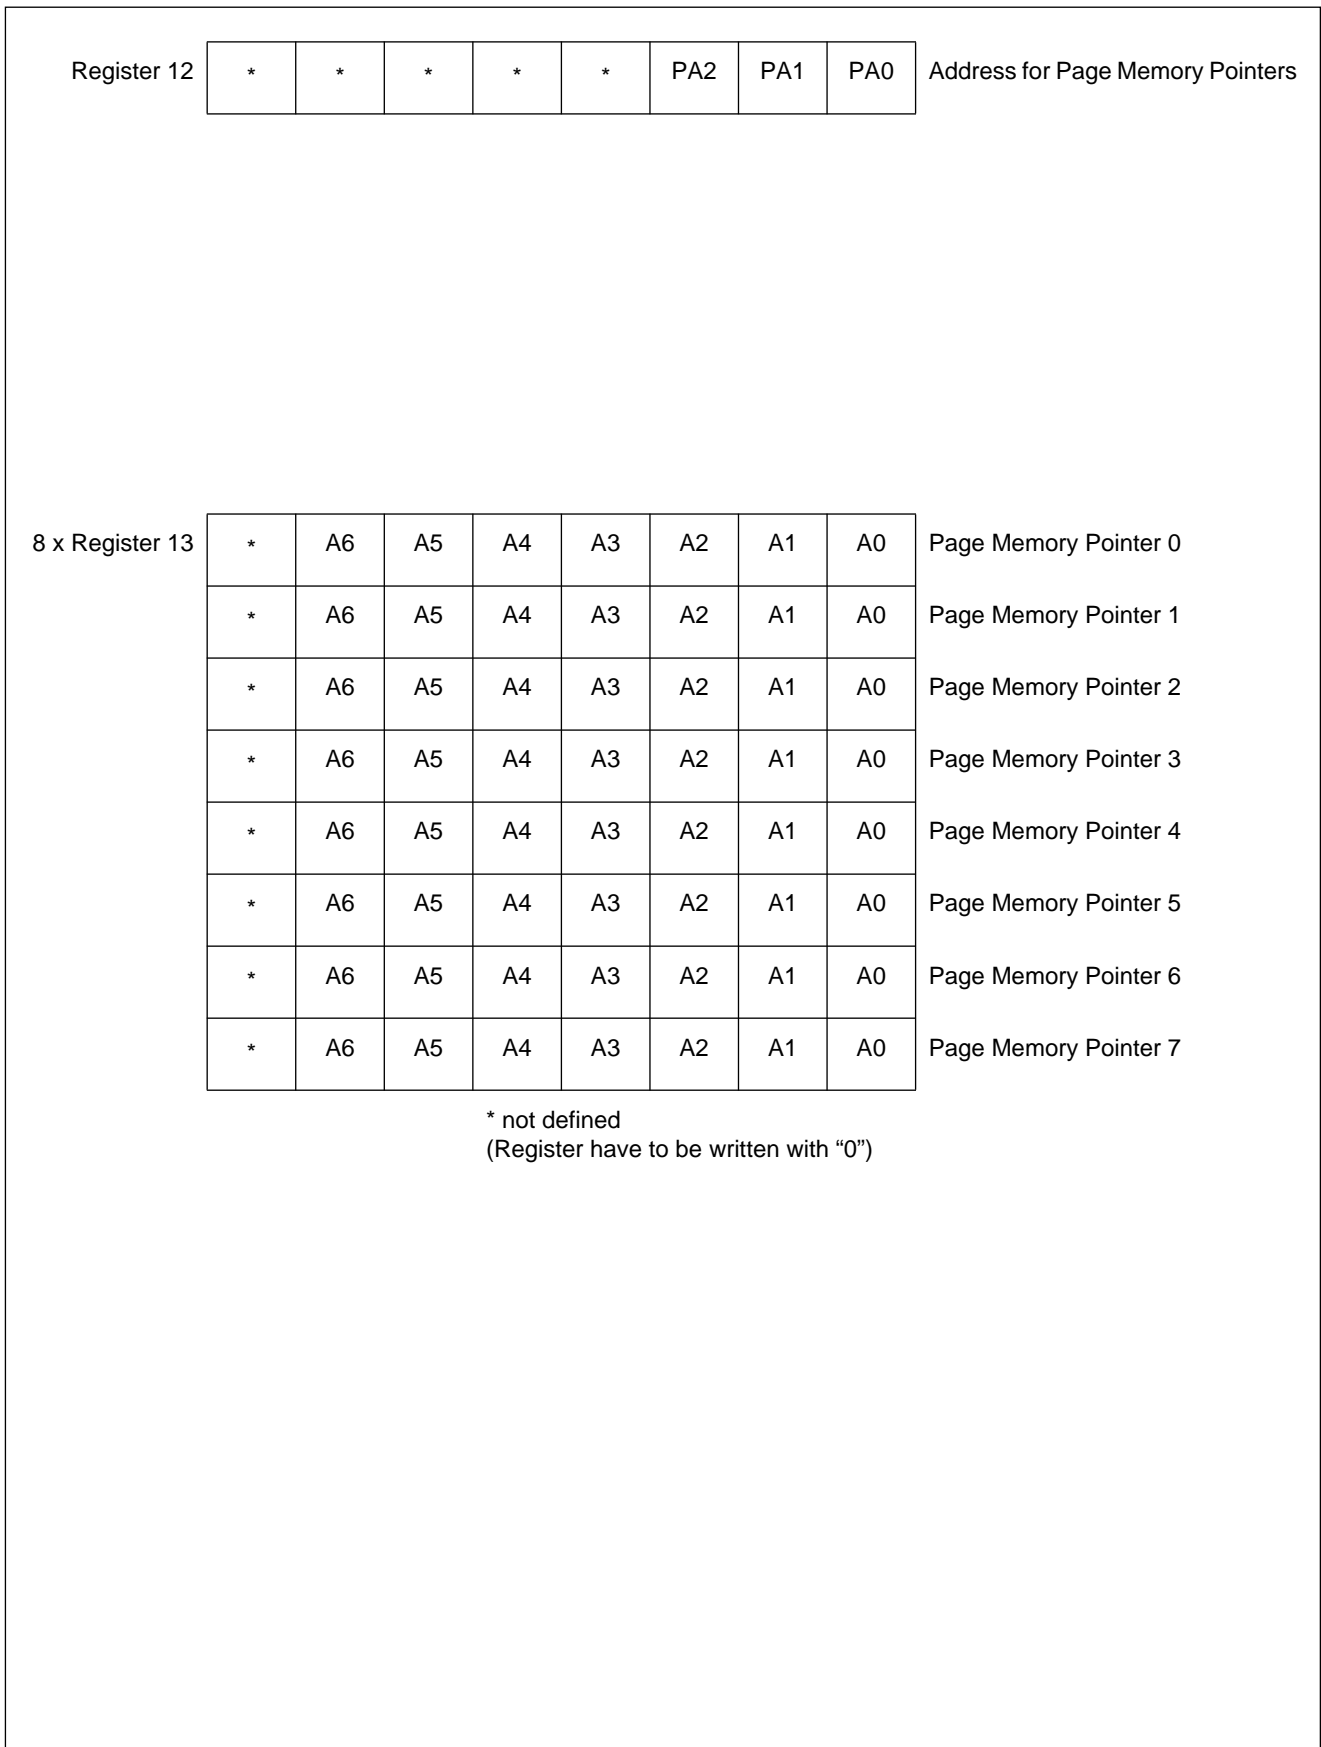 Register 12 * * * * * PA2 PA1 PA0 Address for Page Memory Pointers
8 x Register 13 * A6 A5 A4 A3 A2 A1 A0 Page Memory Pointer 0
* A6 A5 A4 A3 A2 A1 A0 Page Memory Pointer 1
* A6 A5 A4 A3 A2 A1 A0 Page Memory Pointer 2
* A6 A5 A4 A3 A2 A1 A0 Page Memory Pointer 3
* A6 A5 A4 A3 A2 A1 A0 Page Memory Pointer 4
* A6 A5 A4 A3 A2 A1 A0 Page Memory Pointer 5
* A6 A5 A4 A3 A2 A1 A0 Page Memory Pointer 6
* A6 A5 A4 A3 A2 A1 A0 Page Memory Pointer 7
* not defined
(Register have to be written with “0”)